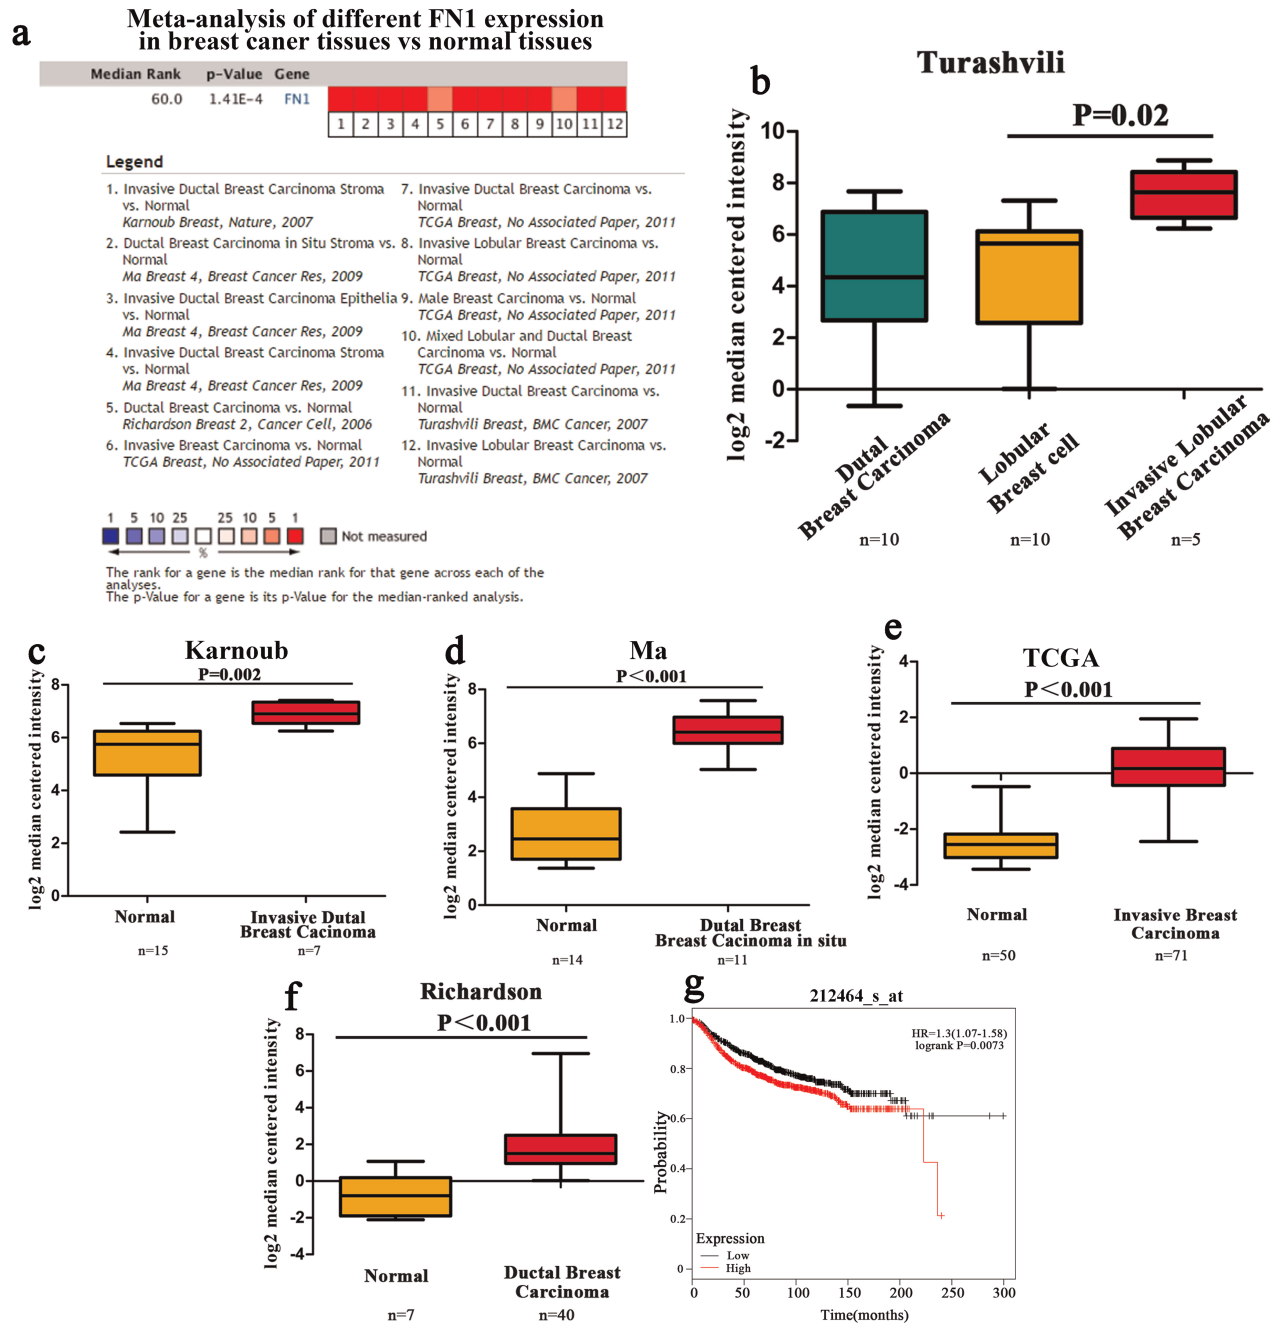 a
Meta-analysis of different FN1 expression
in breast caner tissues vs normal tissues
Median Rank p-Value Gene
60.0 1.41E-4 FN1
1 2 3 4 5 6 7 8 9 10 11 12
Legend
1. Invasive Ductal Breast Carcinoma Stroma
vs. Normal
Karnoub Breast, Nature, 2007
2. Ductal Breast Carcinoma in Situ Stroma vs.
Normal
Ma Breast 4, Breast Cancer Res, 2009
3. Invasive Ductal Breast Carcinoma Epithelia
vs. Normal
Ma Breast 4, Breast Cancer Res, 2009
4. Invasive Ductal Breast Carcinoma Stroma
vs. Normal
Ma Breast 4, Breast Cancer Res, 2009
5. Ductal Breast Carcinoma vs. Normal
Richardson Breast 2, Cancer Cell, 2006
6. Invasive Breast Carcinoma vs. Normal
TCGA Breast, No Associated Paper, 2011
7. Invasive Ductal Breast Carcinoma vs.
Normal
TCGA Breast, No Associated Paper, 2011
8. Invasive Lobular Breast Carcinoma vs.
Normal
TCGA Breast, No Associated Paper, 2011
9. Male Breast Carcinoma vs. Normal
TCGA Breast, No Associated Paper, 2011
10. Mixed Lobular and Ductal Breast
Carcinoma vs. Normal
TCGA Breast, No Associated Paper, 2011
11. Invasive Ductal Breast Carcinoma vs.
Normal
Turashvili Breast, BMC Cancer, 2007
12. Invasive Lobular Breast Carcinoma vs.
Normal
Turashvili Breast, BMC Cancer, 2007
1 5 10 25 25 10 5 1
%
Not measured
The rank for a gene is the median rank for that gene across each of the
analyses.
The p-Value for a gene is its p-Value for the median-ranked analysis.
b
Turashvili
P=0.02
log2 median centered intensity
10
8
6
4
2
0
-2
Dutal
Breast Carcinoma
Lobular
Breast cell
Invasive Lobular
Breast Carcinoma
n=10
n=10
n=5
c
Karnoub
P=0.002
log2 median centered intensity
8
6
4
2
0
Normal
Invasive Dutal
Breast Cacinoma
n=15
n=7
d
Ma
P<0.001
log2 median centered intensity
8
6
4
2
0
Normal
Dutal Breast
Breast Cacinoma in situ
n=14
n=11
e
TCGA
P<0.001
log2 median centered intensity
4
2
0
-2
-4
Normal
Invasive Breast
Carcinoma
n=50
n=71
f
Richardson
P<0.001
log2 median centered intensity
8
6
4
2
0
-2
-4
Normal
Ductal Breast
Carcinoma
n=7
n=40
g
212464_s_at
HR=1.3(1.07-1.58)
logrank P=0.0073
Probability
1.0
0.8
0.6
0.4
0.2
0
Expression
Low
High
0 50 100 150 200 250 300
Time(months)